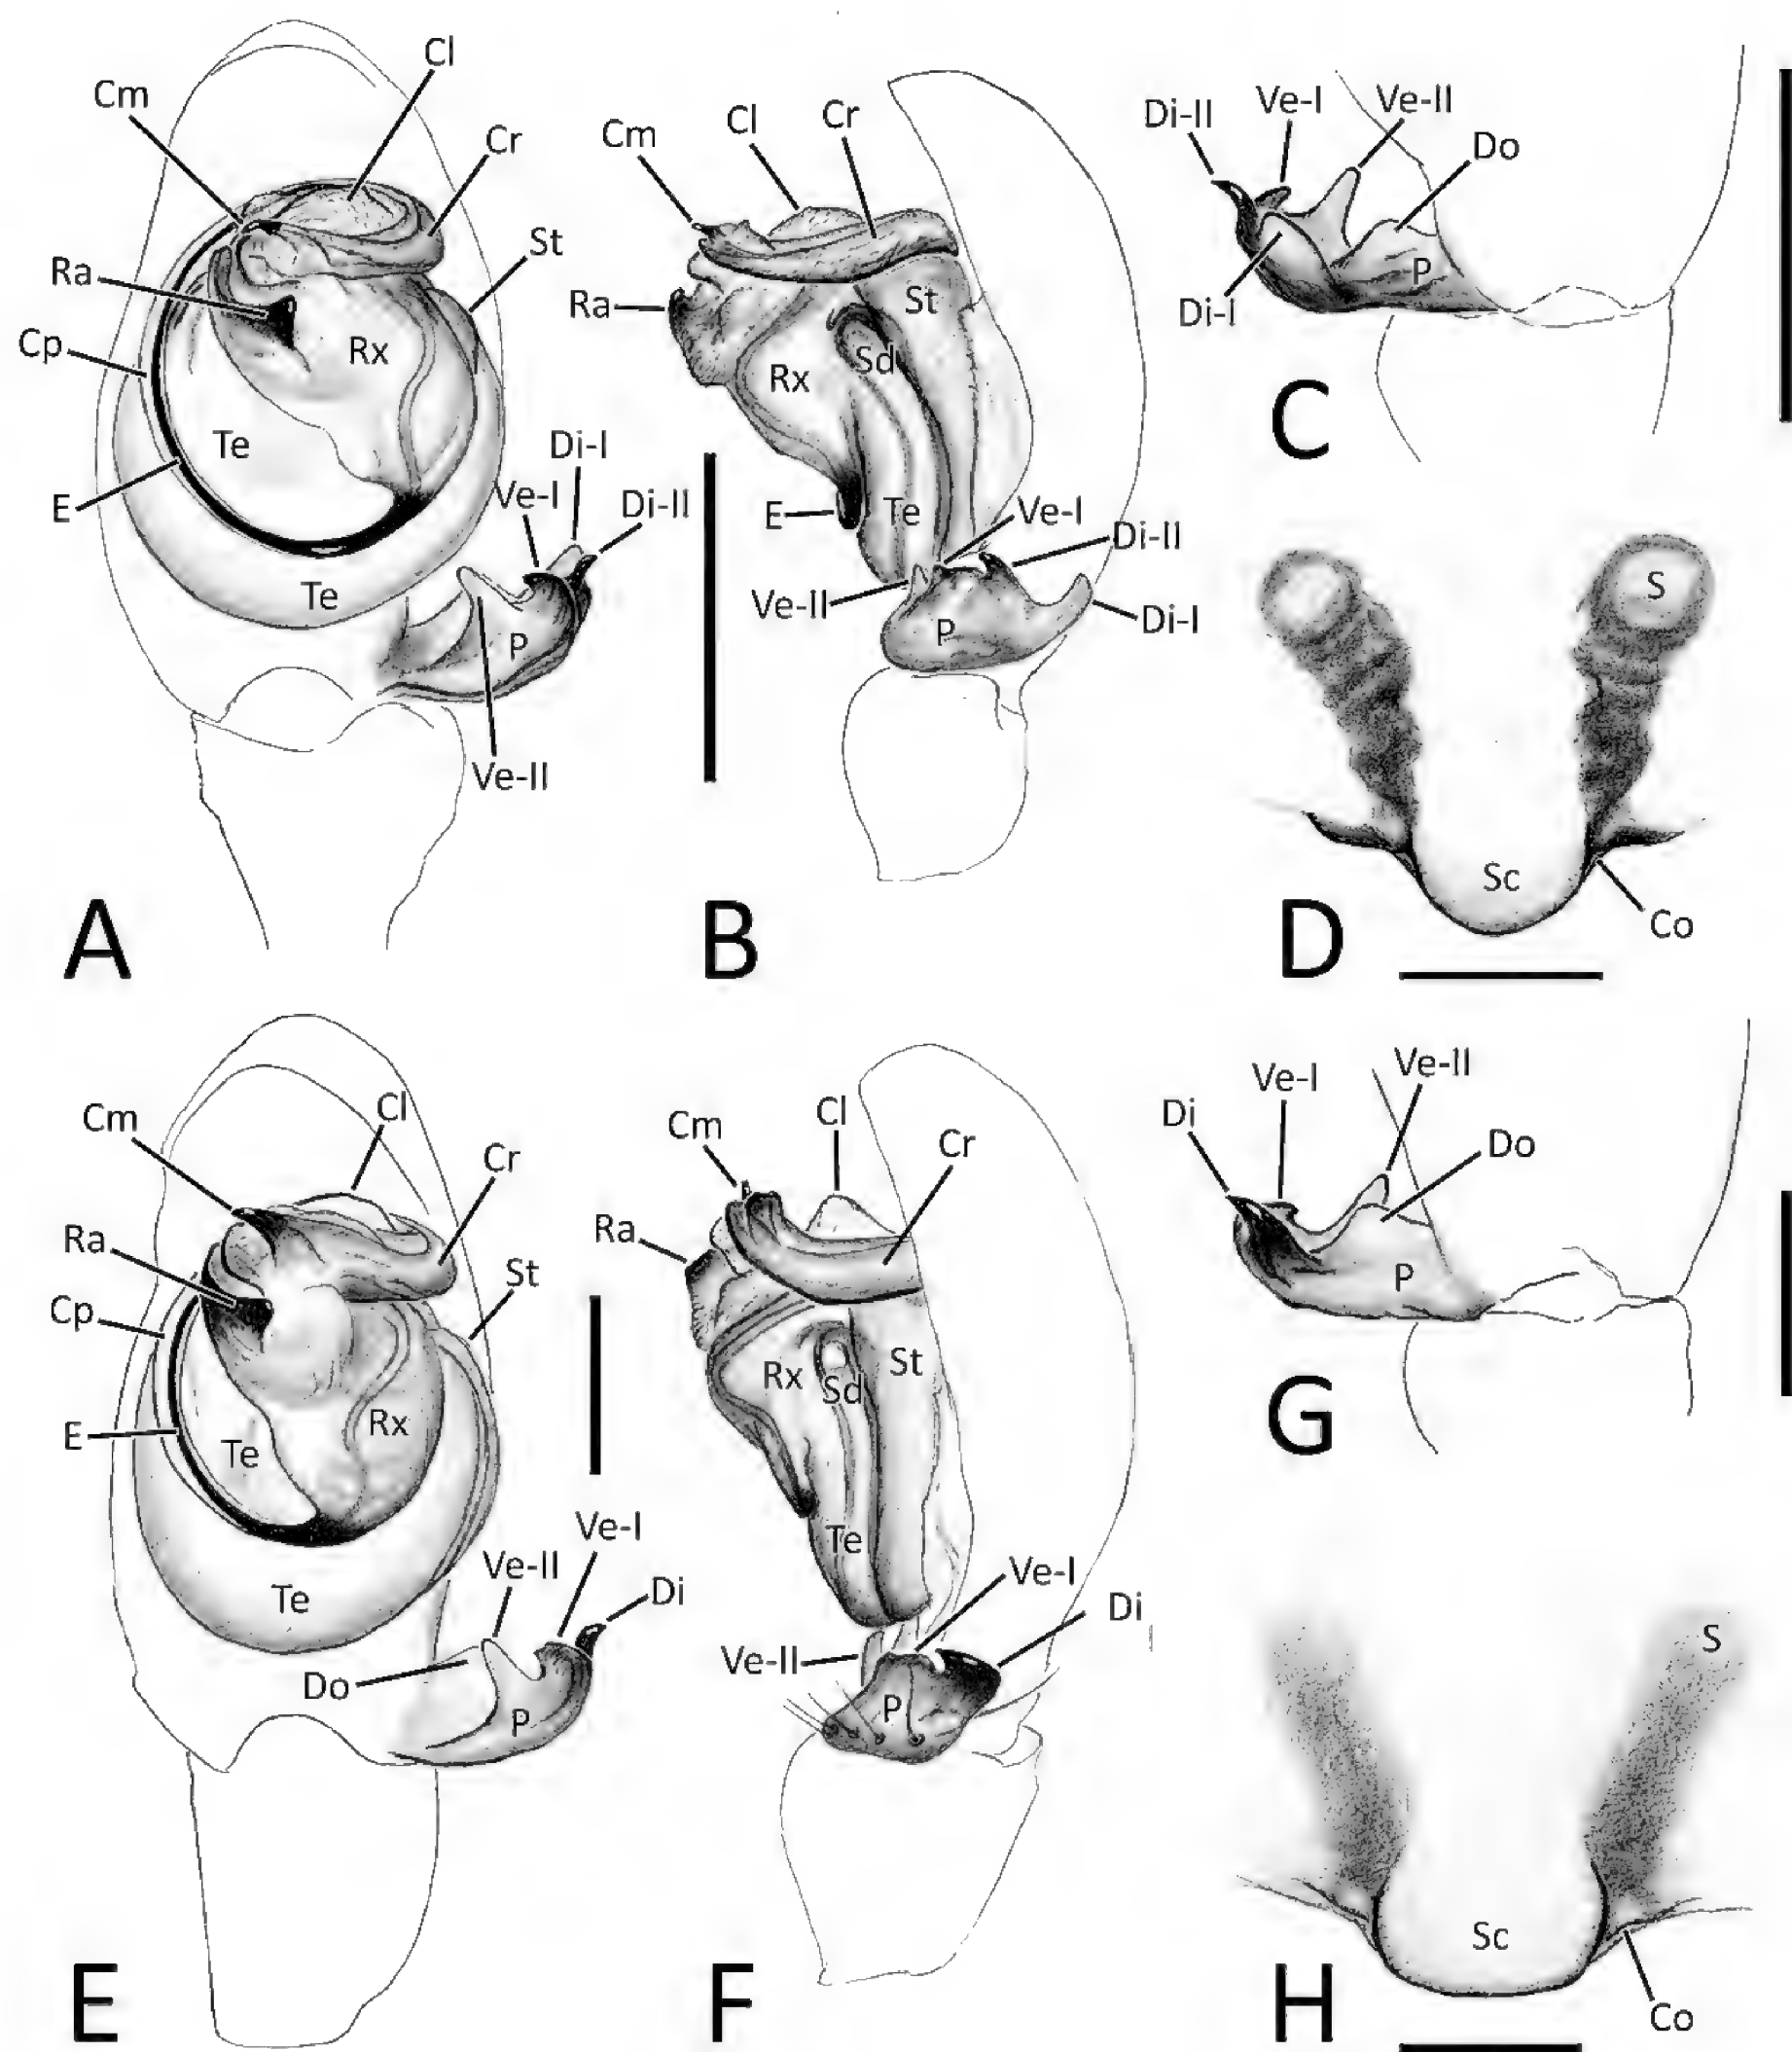 Cl
Cm
Cr
St
Ra
Cp
Rx
Te
E
Di-I
Ve-I
Di-II
Te
P
Ve-II
A
Cm
Cl
Cr
Ra
St
Sd
Rx
E
Te
Ve-I
Di-II
Ve-II
P
Di-I
B
Di-II
Ve-I
Ve-II
Do
P
Di-I
C
S
Sc
Co
D
Cm
Cl
Cr
Ra
St
Cp
Rx
E
Te
Te
Ve-I
Ve-II
Di
Do
P
E
Cm
Cl
Cr
Ra
St
Rx
Sd
Te
Ve-I
Di
Ve-II
P
F
Ve-I
Ve-II
Di
Do
P
G
S
Sc
Co
H